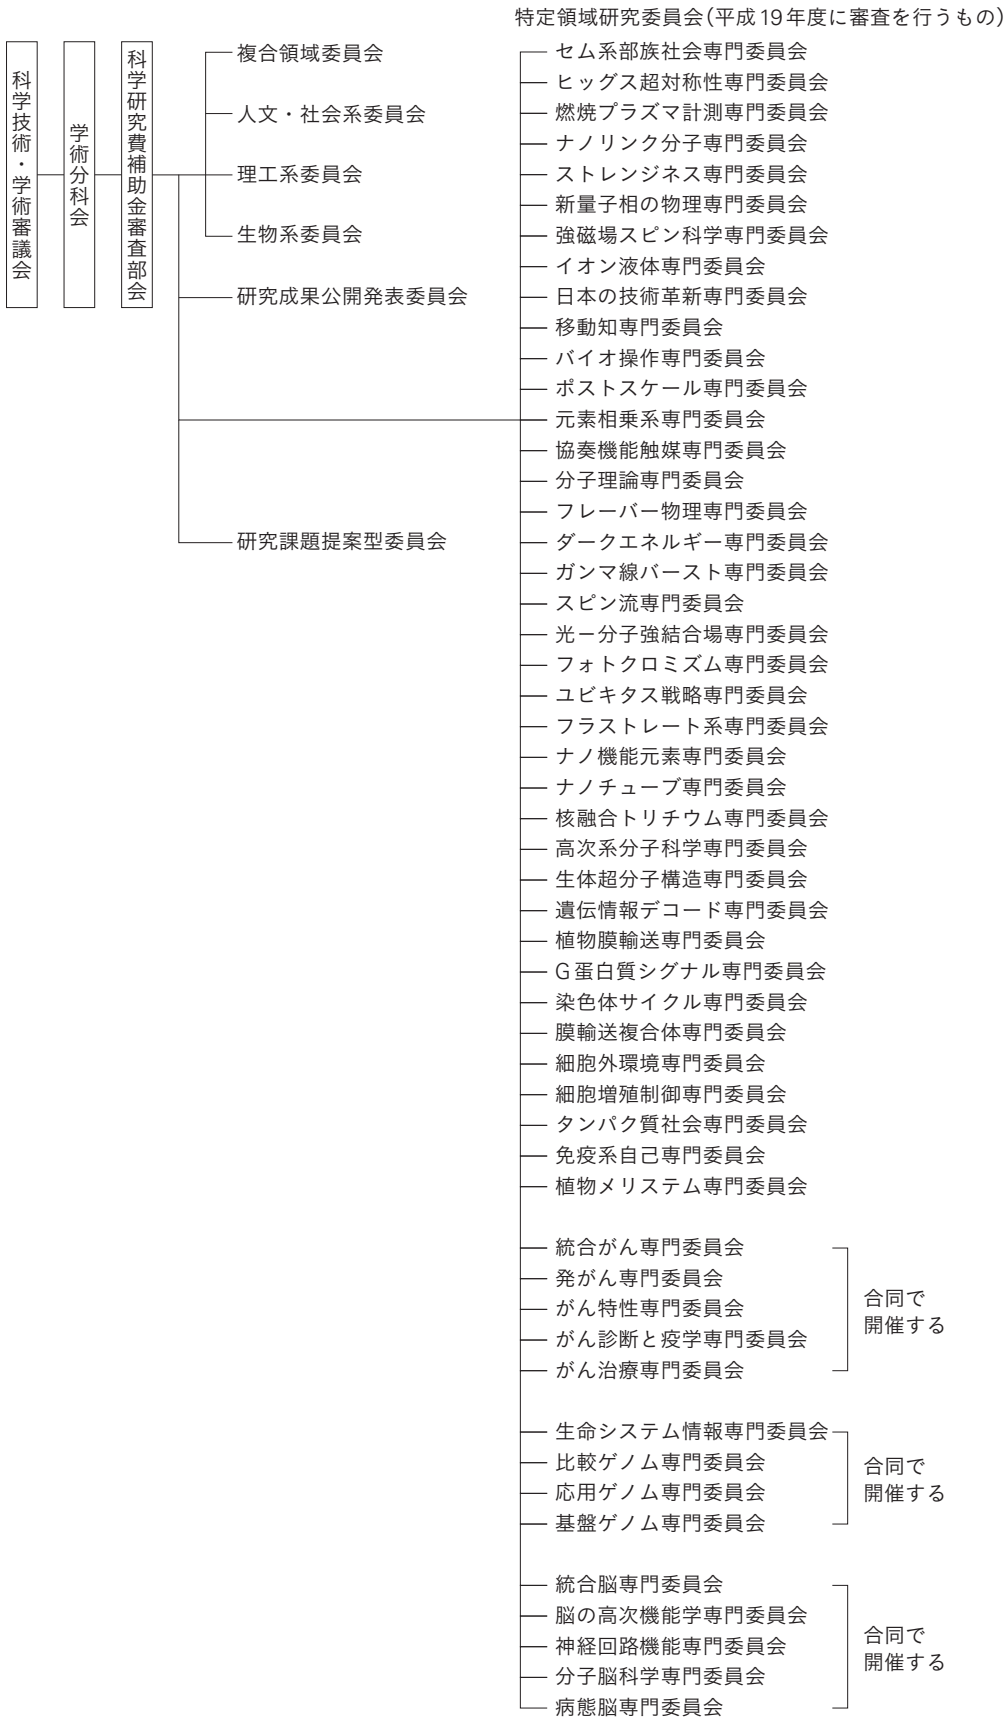 特定領域研究委員会(平成19年度に審査を行うもの)
科学技術・学術審議会
学術分科会
科学研究費補助金審査部会
複合領域委員会
人文・社会系委員会
理工系委員会
生物系委員会
研究成果公開発表委員会
研究課題提案型委員会
セム系部族社会専門委員会
ヒッグス超対称性専門委員会
燃焼プラズマ計測専門委員会
ナノリンク分子専門委員会
ストレンジネス専門委員会
新量子相の物理専門委員会
強磁場スピン科学専門委員会
イオン液体専門委員会
日本の技術革新専門委員会
移動知専門委員会
バイオ操作専門委員会
ポストスケール専門委員会
元素相乗系専門委員会
協奏機能触媒専門委員会
分子理論専門委員会
フレーバー物理専門委員会
ダークエネルギー専門委員会
ガンマ線バースト専門委員会
スピン流専門委員会
光ー分子強結合場専門委員会
フォトクロミズム専門委員会
ユビキタス戦略専門委員会
フラストレート系専門委員会
ナノ機能元素専門委員会
ナノチューブ専門委員会
核融合トリチウム専門委員会
高次系分子科学専門委員会
生体超分子構造専門委員会
遺伝情報デコード専門委員会
植物膜輸送専門委員会
G蛋白質シグナル専門委員会
染色体サイクル専門委員会
膜輸送複合体専門委員会
細胞外環境専門委員会
細胞増殖制御専門委員会
タンパク質社会専門委員会
免疫系自己専門委員会
植物メリステム専門委員会
統合がん専門委員会
発がん専門委員会
がん特性専門委員会
がん診断と疫学専門委員会
がん治療専門委員会
合同で
開催する
生命システム情報専門委員会
比較ゲノム専門委員会
応用ゲノム専門委員会
基盤ゲノム専門委員会
合同で
開催する
統合脳専門委員会
脳の高次機能学専門委員会
神経回路機能専門委員会
分子脳科学専門委員会
病態脳専門委員会
合同で
開催する